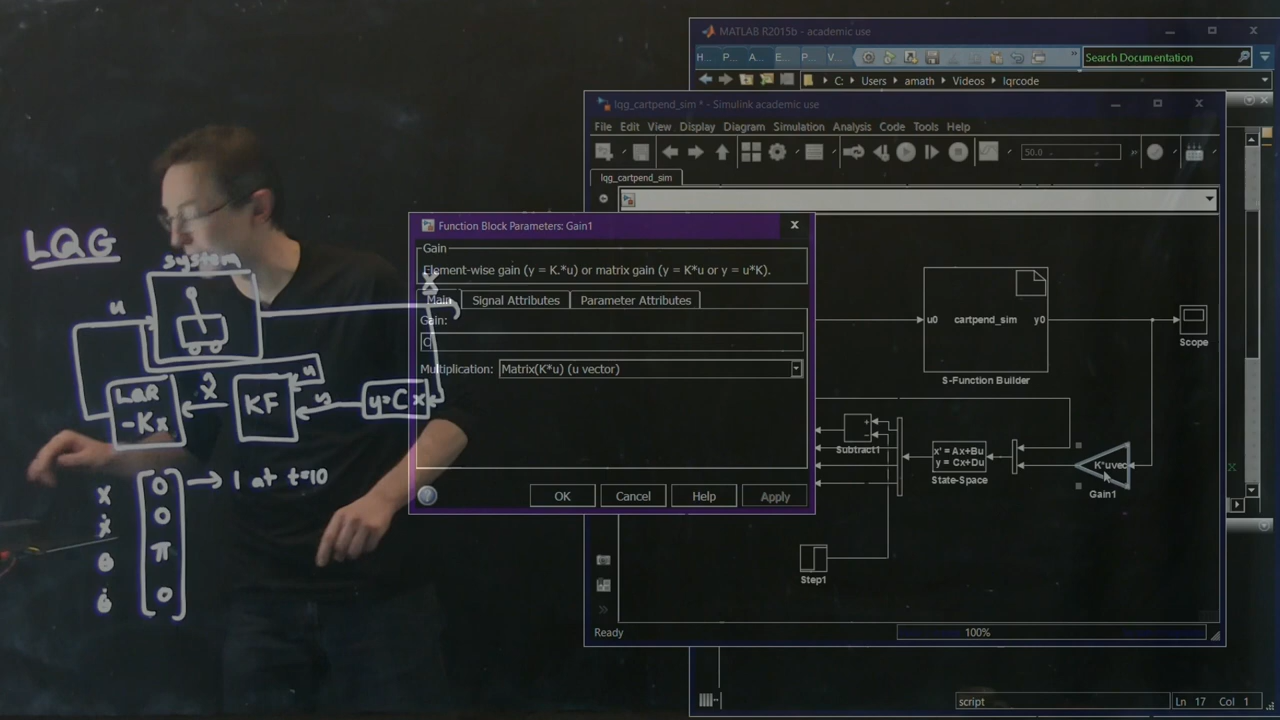 MATLAB R2015b - academic use
H... P... A... E... P... V...
Search Documentation
C: Users amath Videos lqrcode
lqg_cartpend_sim * - Simulink academic use
File Edit View Display Diagram Simulation Analysis Code Tools Help
50.0
lqg_cartpend_sim
Function Block Parameters: Gain1
Gain
Element-wise gain (y = K.*u) or matrix gain (y = K*u or y = u*K).
Main Signal Attributes Parameter Attributes
Gain:
C
Multiplication: Matrix(K*u) (u vector)
OK Cancel Help Apply
u0 cartpend_sim y0
S-Function Builder
Scope
+
-
Subtract1
x' = Ax+Bu
y = Cx+Du
State-Space
K*uvec
Gain1
Step1
Ready 100%
script Ln 17 Col 1
LQG
system
u
x
LQR
-Kx
x̂
KF
u
y
y=Cx
x 0 → 1 at t=10
ẋ 0
θ π
θ̇ 0